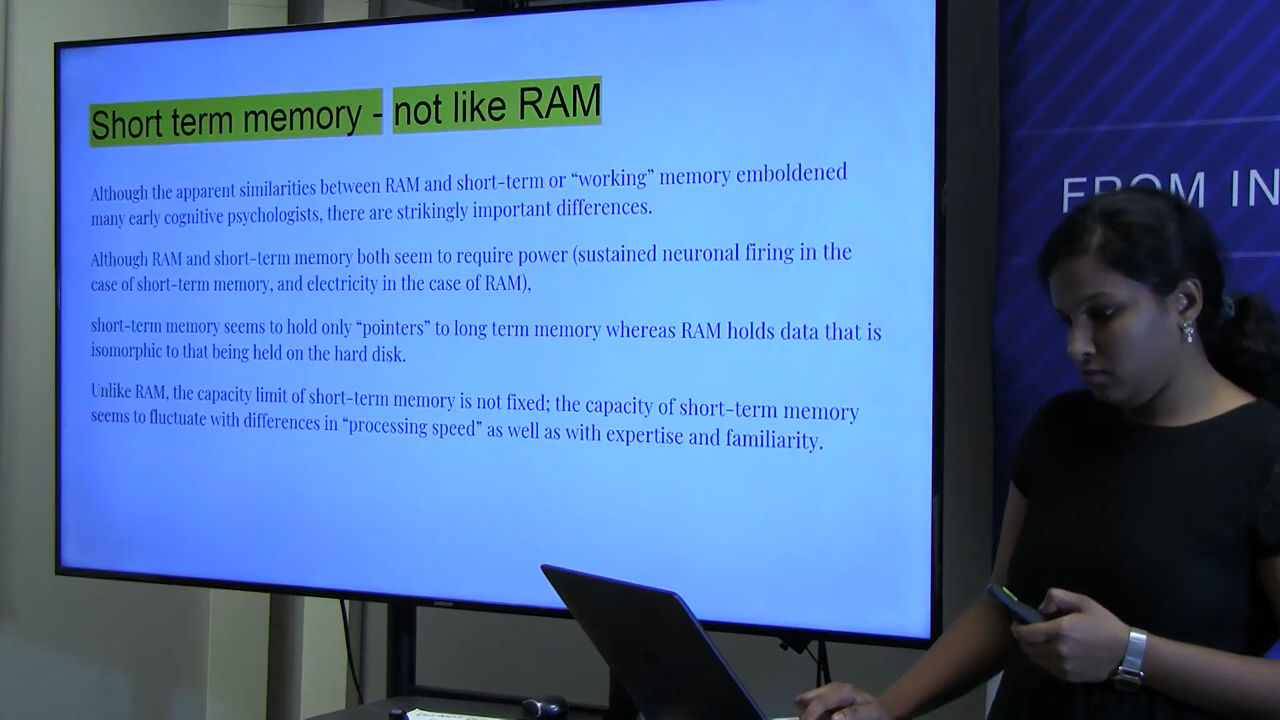 Short term memory - not like RAM
Although the apparent similarities between RAM and short-term or “working” memory emboldened
many early cognitive psychologists, there are strikingly important differences.
Although RAM and short-term memory both seem to require power (sustained neuronal firing in the
case of short-term memory, and electricity in the case of RAM),
short-term memory seems to hold only “pointers” to long term memory whereas RAM holds data that is
isomorphic to that being held on the hard disk.
Unlike RAM, the capacity limit of short-term memory is not fixed; the capacity of short-term memory
seems to fluctuate with differences in “processing speed” as well as with expertise and familiarity.
FROM IN